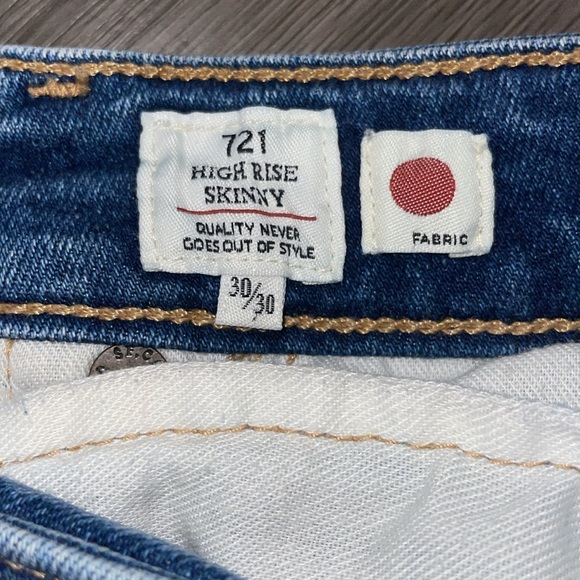 721
HIGH RISE
SKINNY
QUALITY NEVER
GOES OUT OF STYLE
30/30
FABRIC